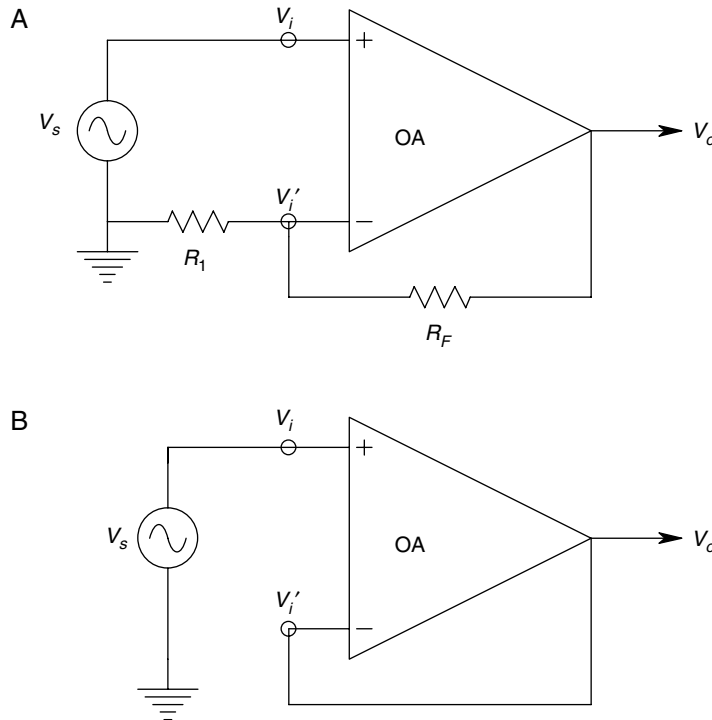 A
V_i
+
V_s
OA
V_o
V_i′
−
R_1
R_F
B
V_i
+
V_s
OA
V_o
V_i′
−